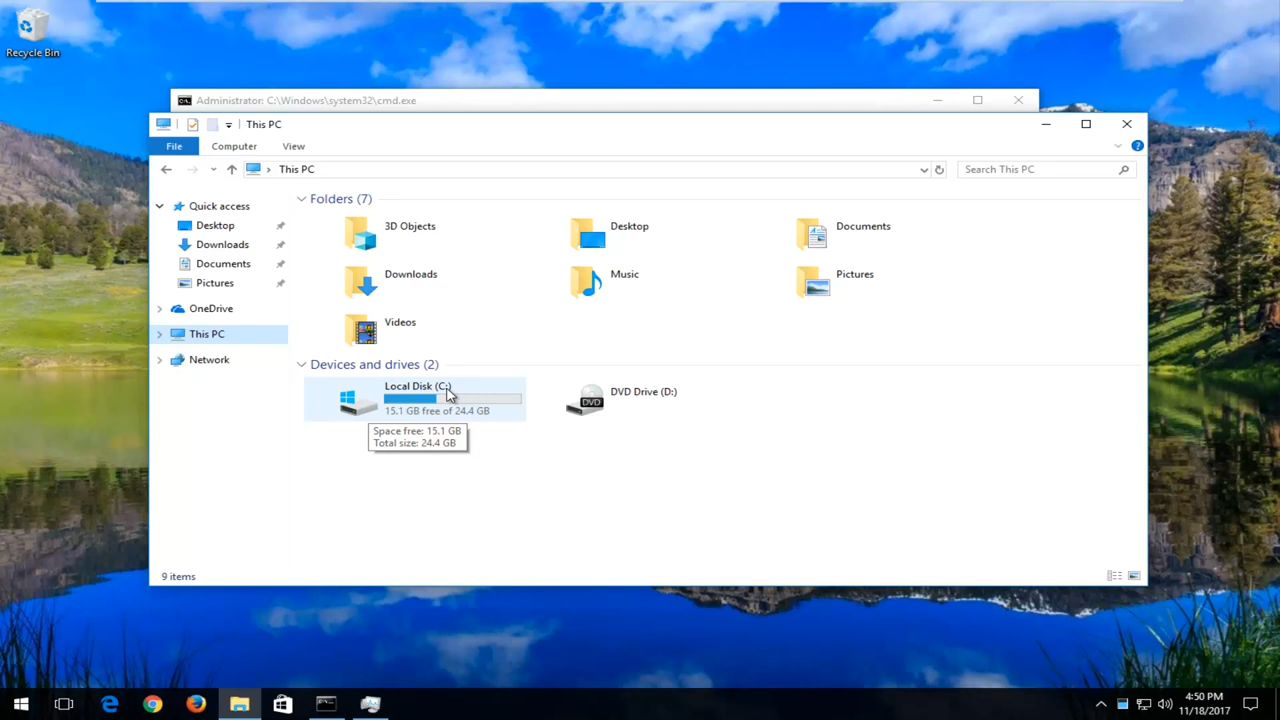 Recycle Bin
Administrator: C:\Windows\system32\cmd.exe
This PC
File Computer View
This PC
Search This PC
Quick access
Desktop
Downloads
Documents
Pictures
OneDrive
This PC
Network
Folders (7)
3D Objects
Desktop
Documents
Downloads
Music
Pictures
Videos
Devices and drives (2)
Local Disk (C:)
15.1 GB free of 24.4 GB
DVD
DVD Drive (D:)
Space free: 15.1 GB
Total size: 24.4 GB
9 items
4:50 PM
11/18/2017